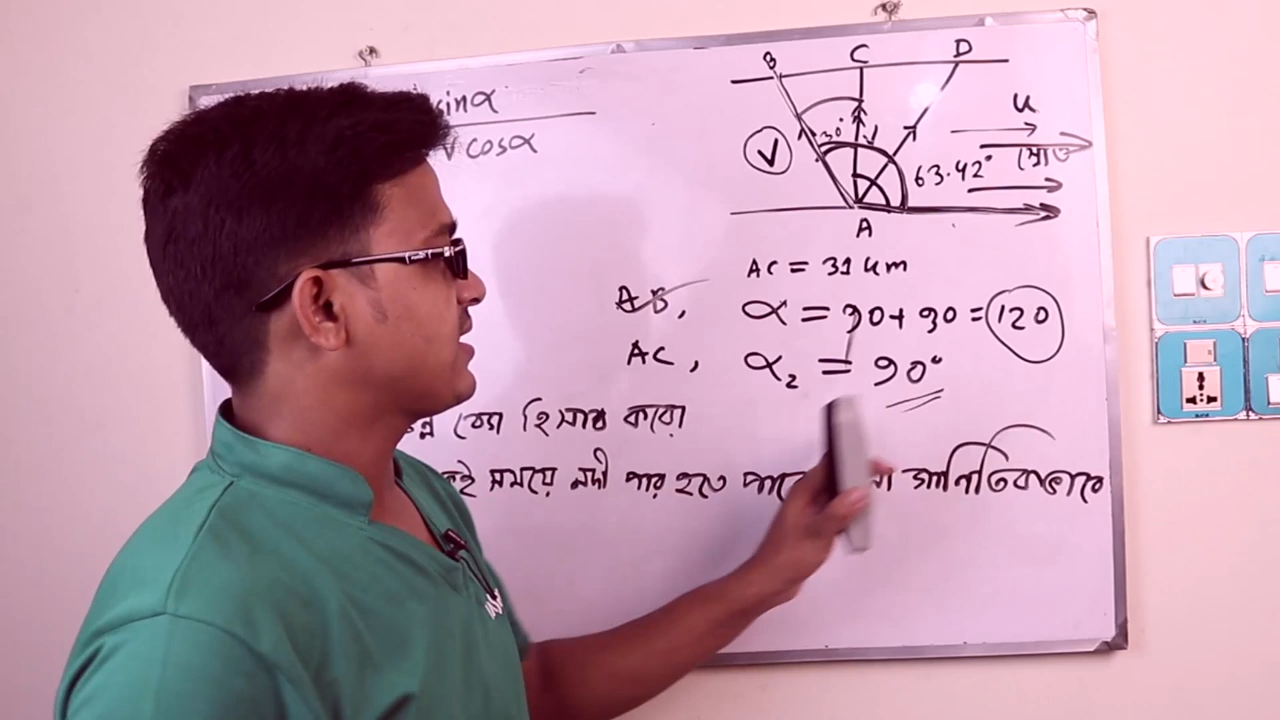 sinα
V cosα
B C D
u
30° V
V
স্রোত
63.42°
A
AC = 31 km
AB, α = 90+30 = 120
AC, α₂ = 90°
হিসাব করো
সময়ে নদী পার হতে গাণিতিকভাবে